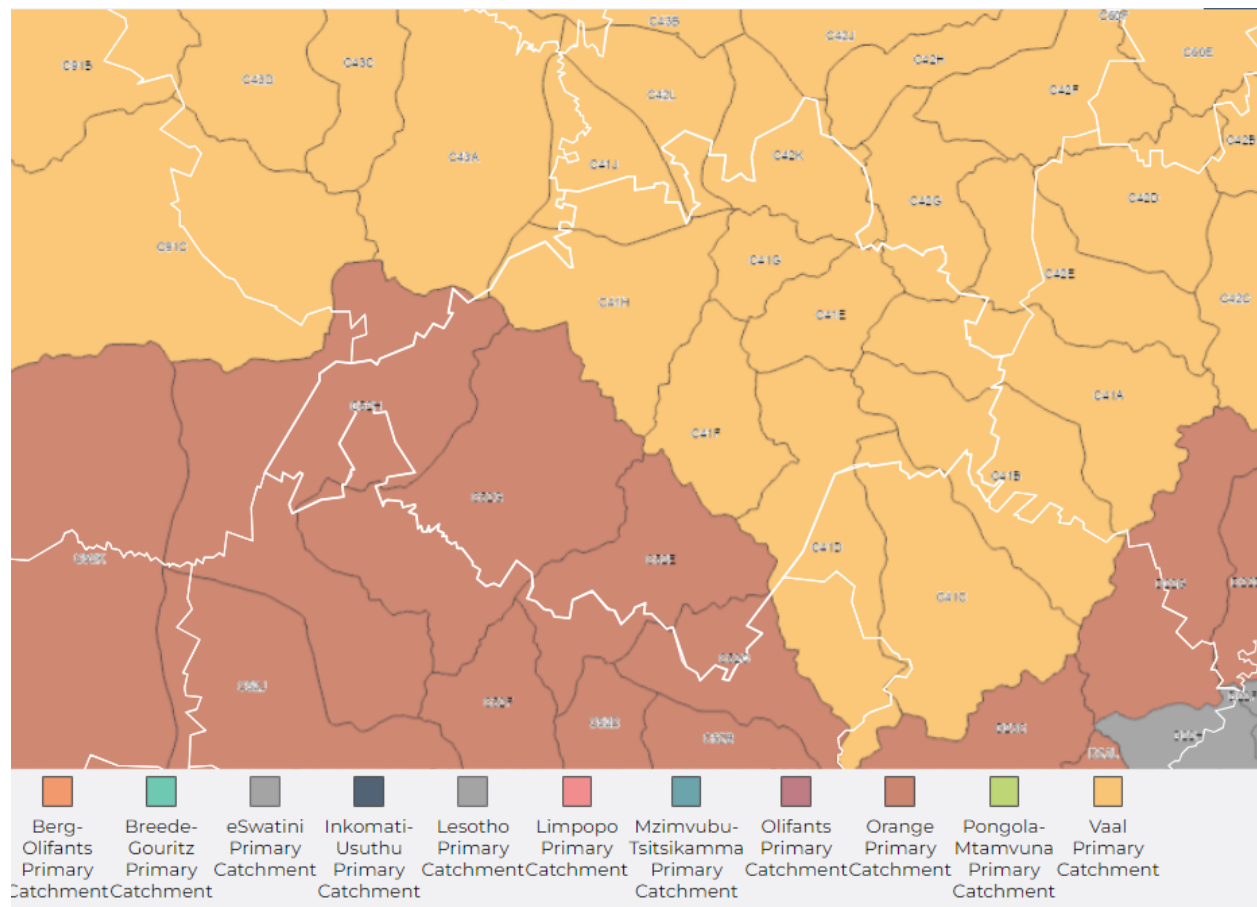 C43B
C60F
C42J
C91B
C43D
C43C
C42H
C60E
C42L
C42F
C43A
C41J
C42K
C42B
C42G
C42D
C91C
C41G
C42E
C41H
C42C
C41E
C41A
C41F
C41B
C41D
C41C
Berg-
Olifants
Primary
Catchment
Breede-
Gouritz
Primary
Catchment
eSwatini
Primary
Catchment
Inkomati-
Usuthu
Primary
Catchment
Lesotho
Primary
Catchment
Limpopo
Primary
Catchment
Mzimvubu-
Tsitsikamma
Primary
Catchment
Olifants
Primary
Catchment
Orange
Primary
Catchment
Pongola-
Mtamvuna
Primary
Catchment
Vaal
Primary
Catchment